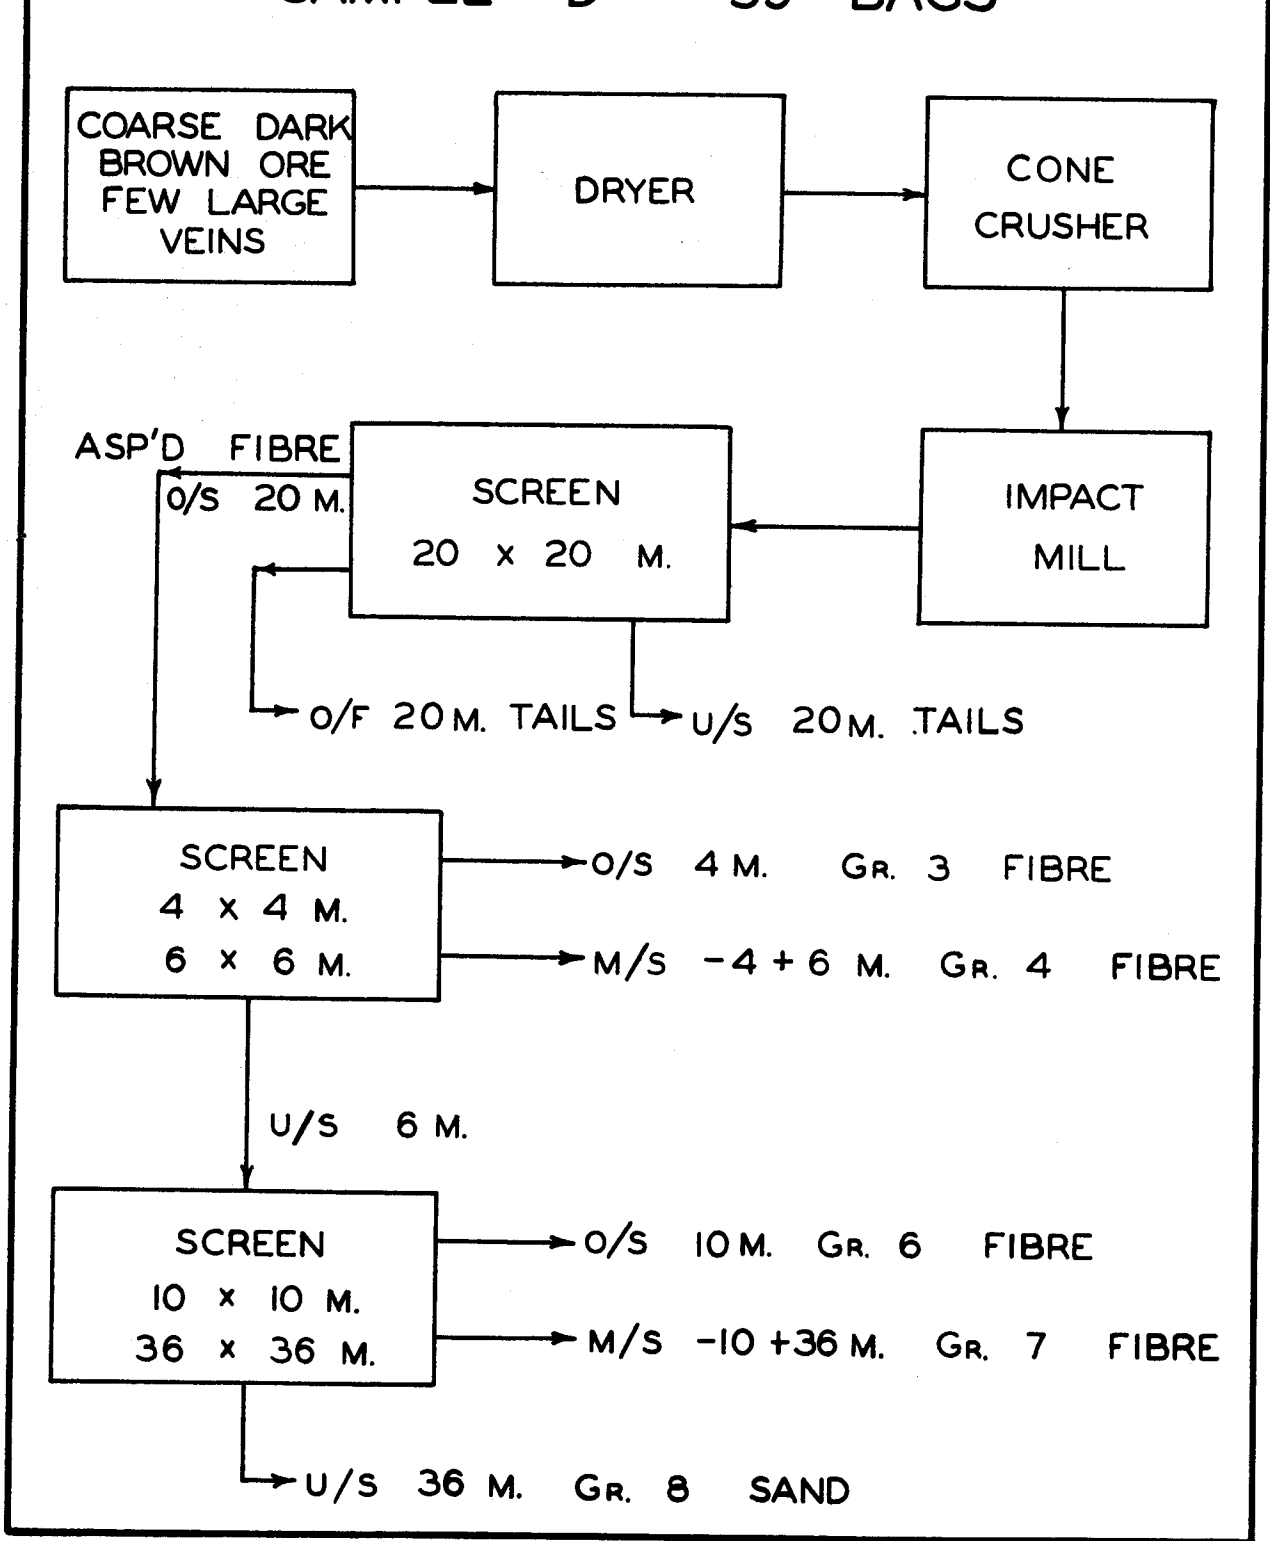 COARSE DARK
BROWN ORE
FEW LARGE
VEINS
DRYER
CONE
CRUSHER
IMPACT
MILL
SCREEN
20 x 20 M.
ASP'D FIBRE
O/S 20 M.
O/F 20 M. TAILS
U/S 20 M. TAILS
SCREEN
4 x 4 M.
6 x 6 M.
O/S 4 M. GR. 3 FIBRE
M/S -4 + 6 M. GR. 4 FIBRE
U/S 6 M.
SCREEN
10 x 10 M.
36 x 36 M.
O/S 10 M. GR. 6 FIBRE
M/S -10 +36 M. GR. 7 FIBRE
U/S 36 M. GR. 8 SAND